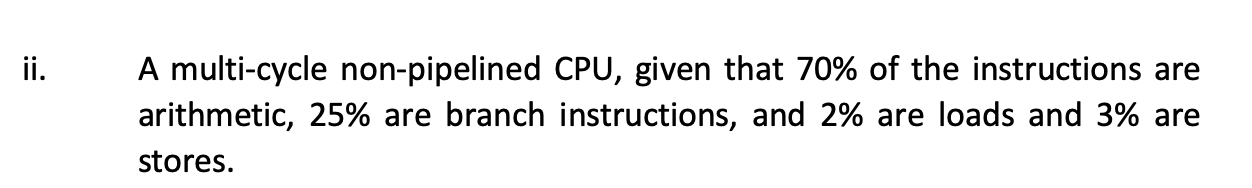 ii. A multi-cycle non-pipelined CPU, given that 70% of the instructions are
arithmetic, 25% are branch instructions, and 2% are loads and 3% are
stores.